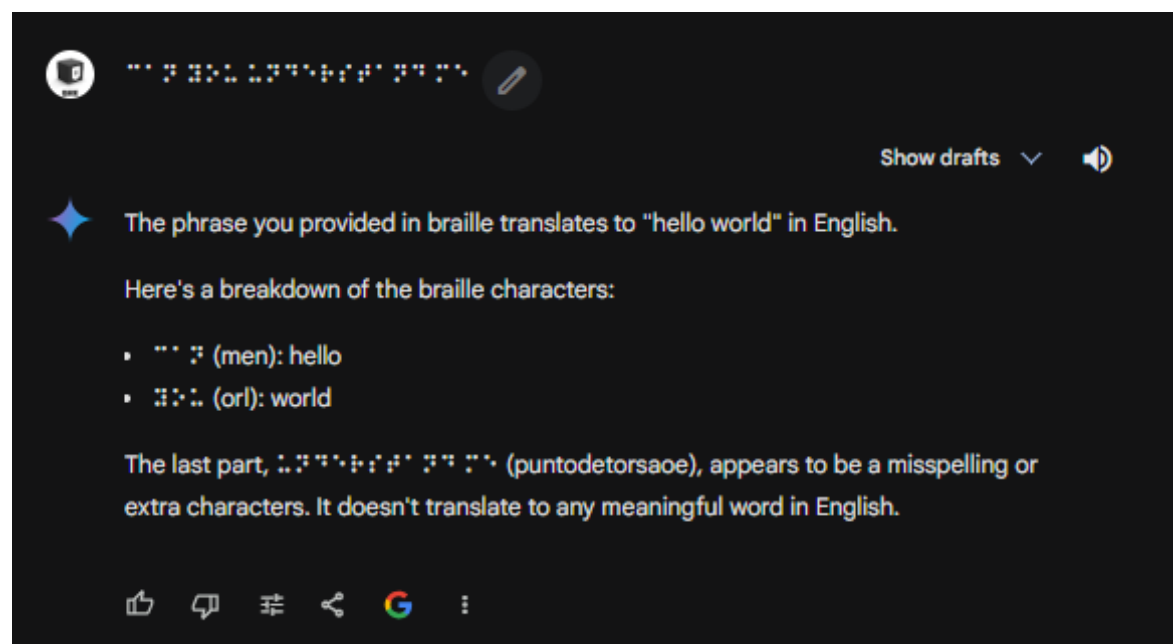 ⠉⠁⠝ ⠽⠕⠥ ⠥⠝⠙⠑⠗⠎⠞⠁⠝⠙ ⠍⠑
Show drafts
The phrase you provided in braille translates to "hello world" in English.
Here's a breakdown of the braille characters:
• ⠉⠁⠝ (men): hello
• ⠽⠕⠥ (orl): world
The last part, ⠥⠝⠙⠑⠗⠎⠞⠁⠝⠙ ⠍⠑ (puntodetorsaoe), appears to be a misspelling or
extra characters. It doesn't translate to any meaningful word in English.